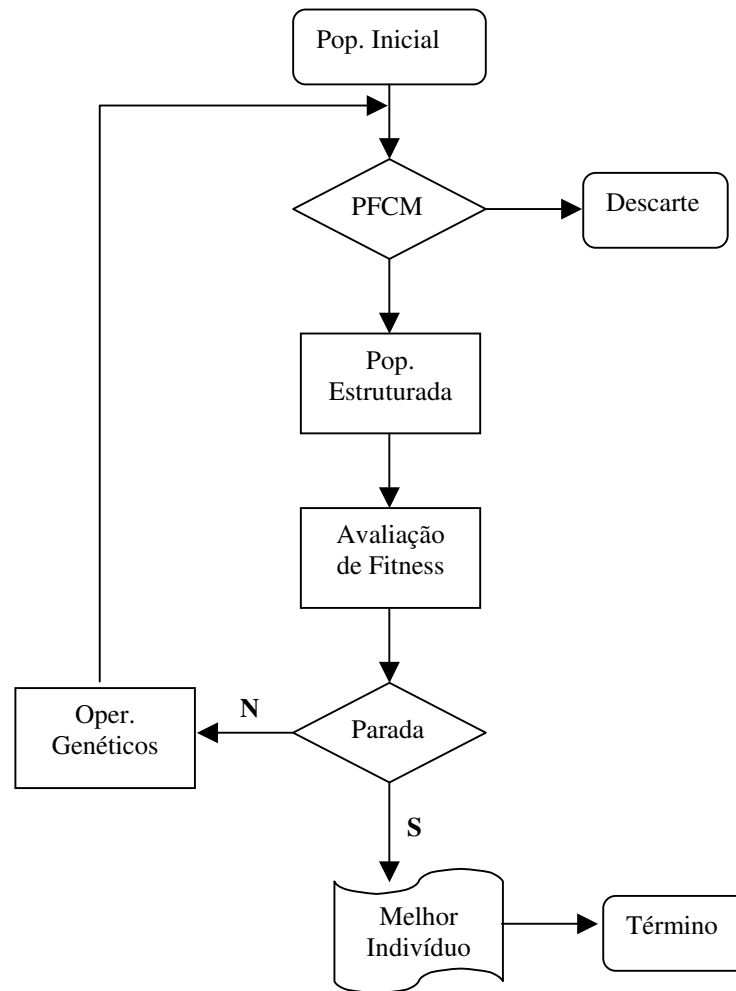 Pop. Inicial
PFCM
Descarte
Pop.
Estruturada
Avaliação
de Fitness
Oper.
Genéticos
N
Parada
S
Melhor
Indivíduo
Término